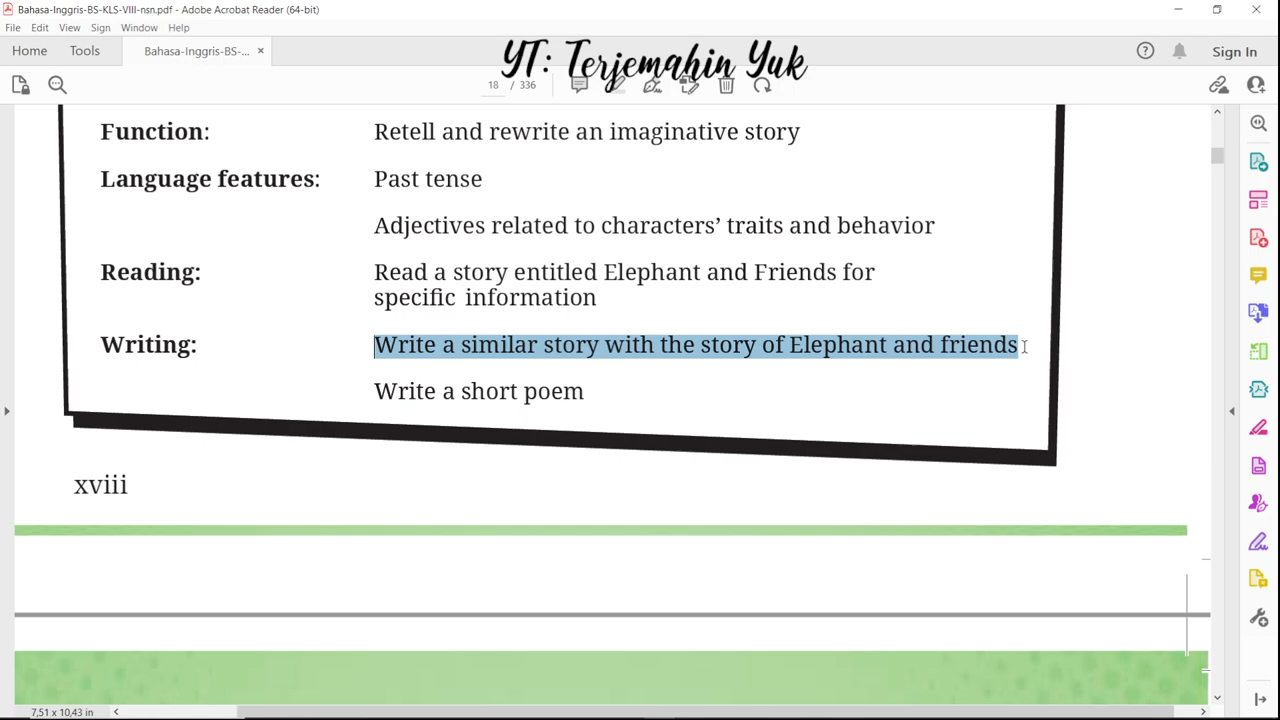 Bahasa-Inggris-BS-KLS-VIII-nsn.pdf - Adobe Acrobat Reader (64-bit)
File Edit View Sign Window Help
Home Tools Bahasa-Inggris-BS-... × Sign In
YT: Terjemahin Yuk
18 / 336
Function: Retell and rewrite an imaginative story
Language features: Past tense
Adjectives related to characters’ traits and behavior
Reading: Read a story entitled Elephant and Friends for
specific information
Writing: Write a similar story with the story of Elephant and friends
Write a short poem
xviii
7,51 x 10,43 in